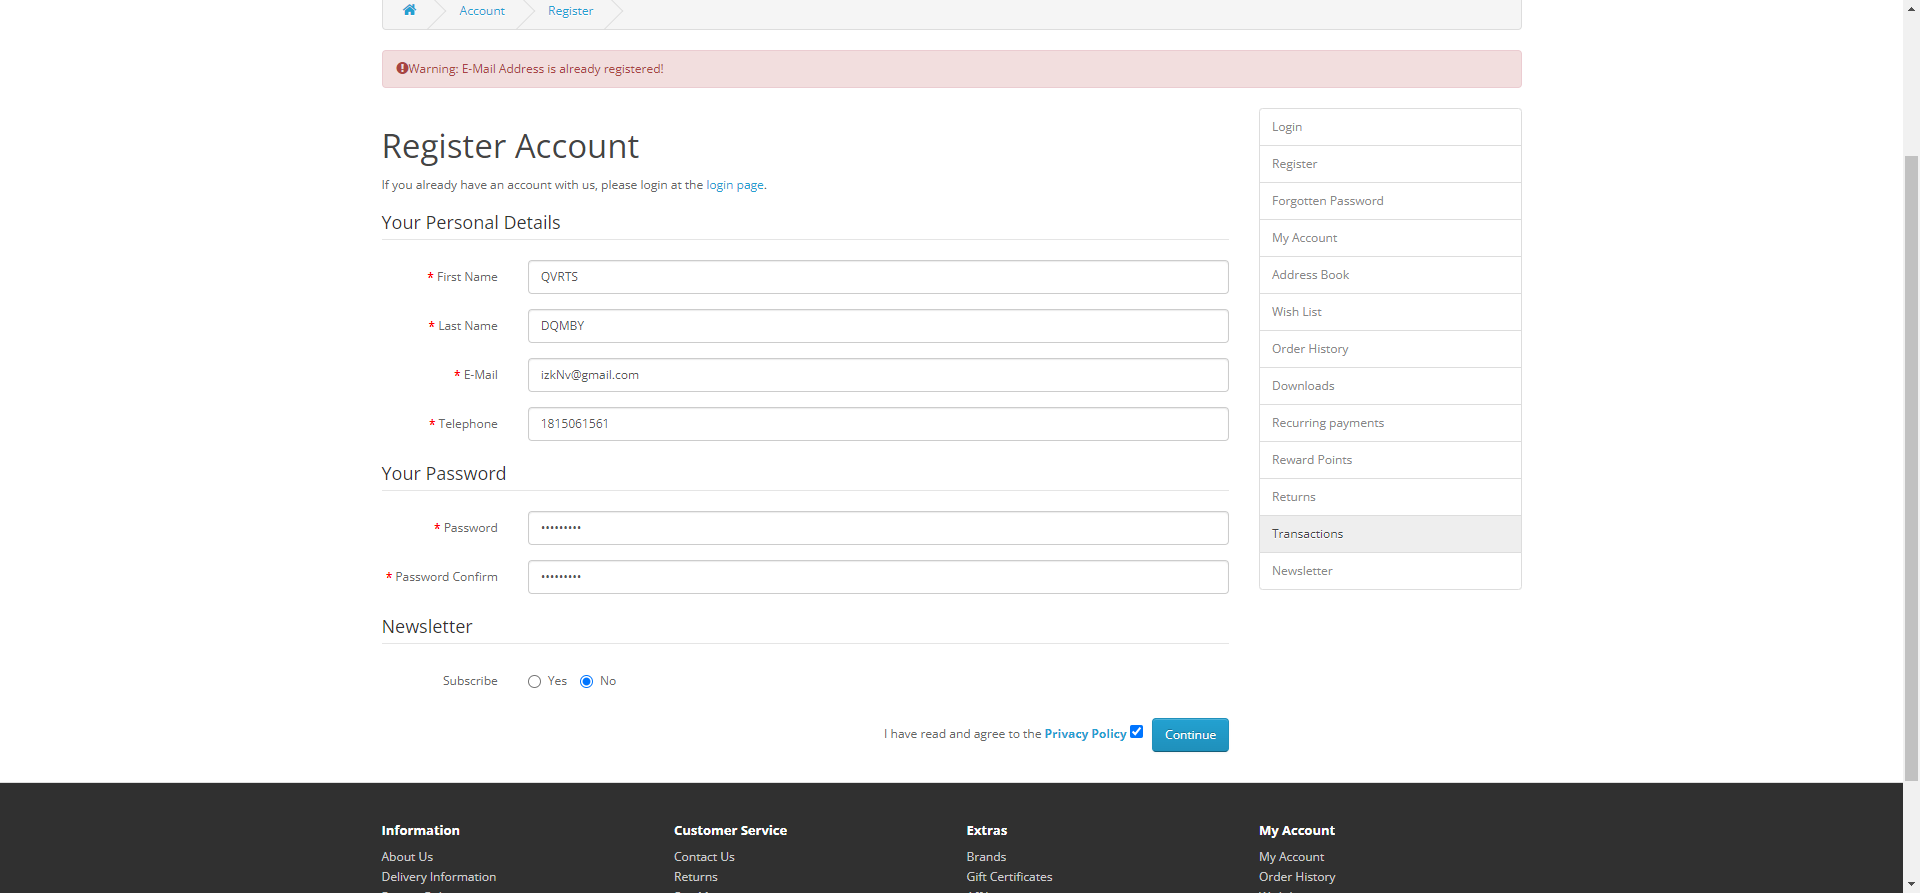 Account Register
Warning: E-Mail Address is already registered!
Register Account
If you already have an account with us, please login at the login page.
Your Personal Details
* First Name QVRTS
* Last Name DQMBY
* E-Mail izkNv@gmail.com
* Telephone 1815061561
Your Password
* Password •••••••••
* Password Confirm •••••••••
Newsletter
Subscribe Yes No
I have read and agree to the Privacy Policy Continue
Login
Register
Forgotten Password
My Account
Address Book
Wish List
Order History
Downloads
Recurring payments
Reward Points
Returns
Transactions
Newsletter
Information
About Us
Delivery Information
Customer Service
Contact Us
Returns
Extras
Brands
Gift Certificates
My Account
My Account
Order History